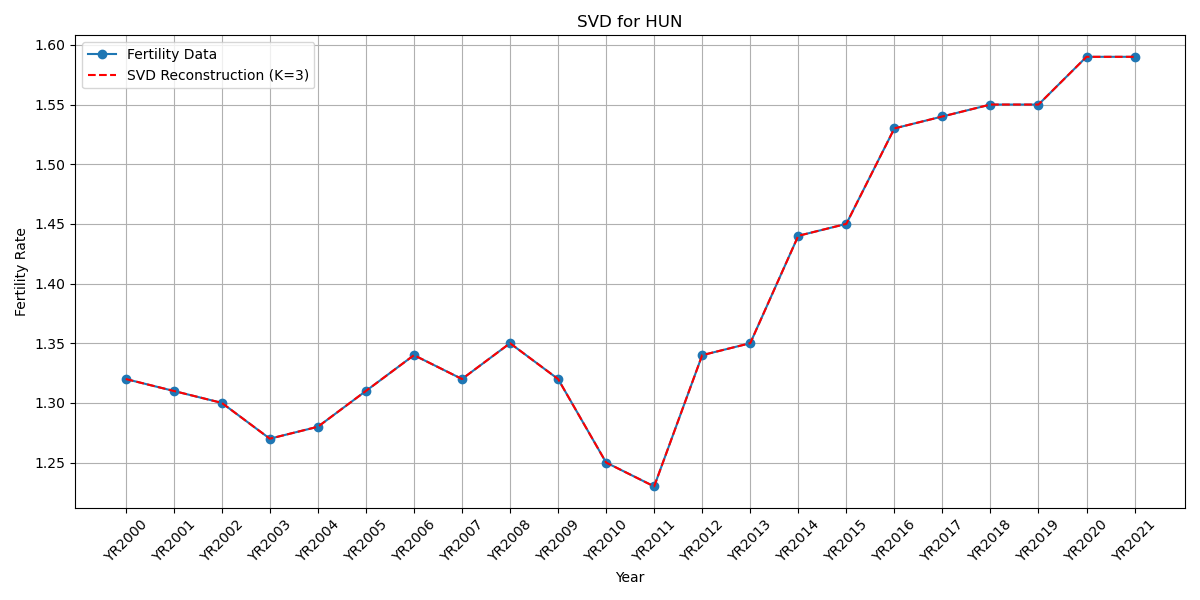 SVD for HUN
Fertility Data
SVD Reconstruction (K=3)
Fertility Rate
1.60
1.55
1.50
1.45
1.40
1.35
1.30
1.25
YR2000
YR2001
YR2002
YR2003
YR2004
YR2005
YR2006
YR2007
YR2008
YR2009
YR2010
YR2011
YR2012
YR2013
YR2014
YR2015
YR2016
YR2017
YR2018
YR2019
YR2020
YR2021
Year